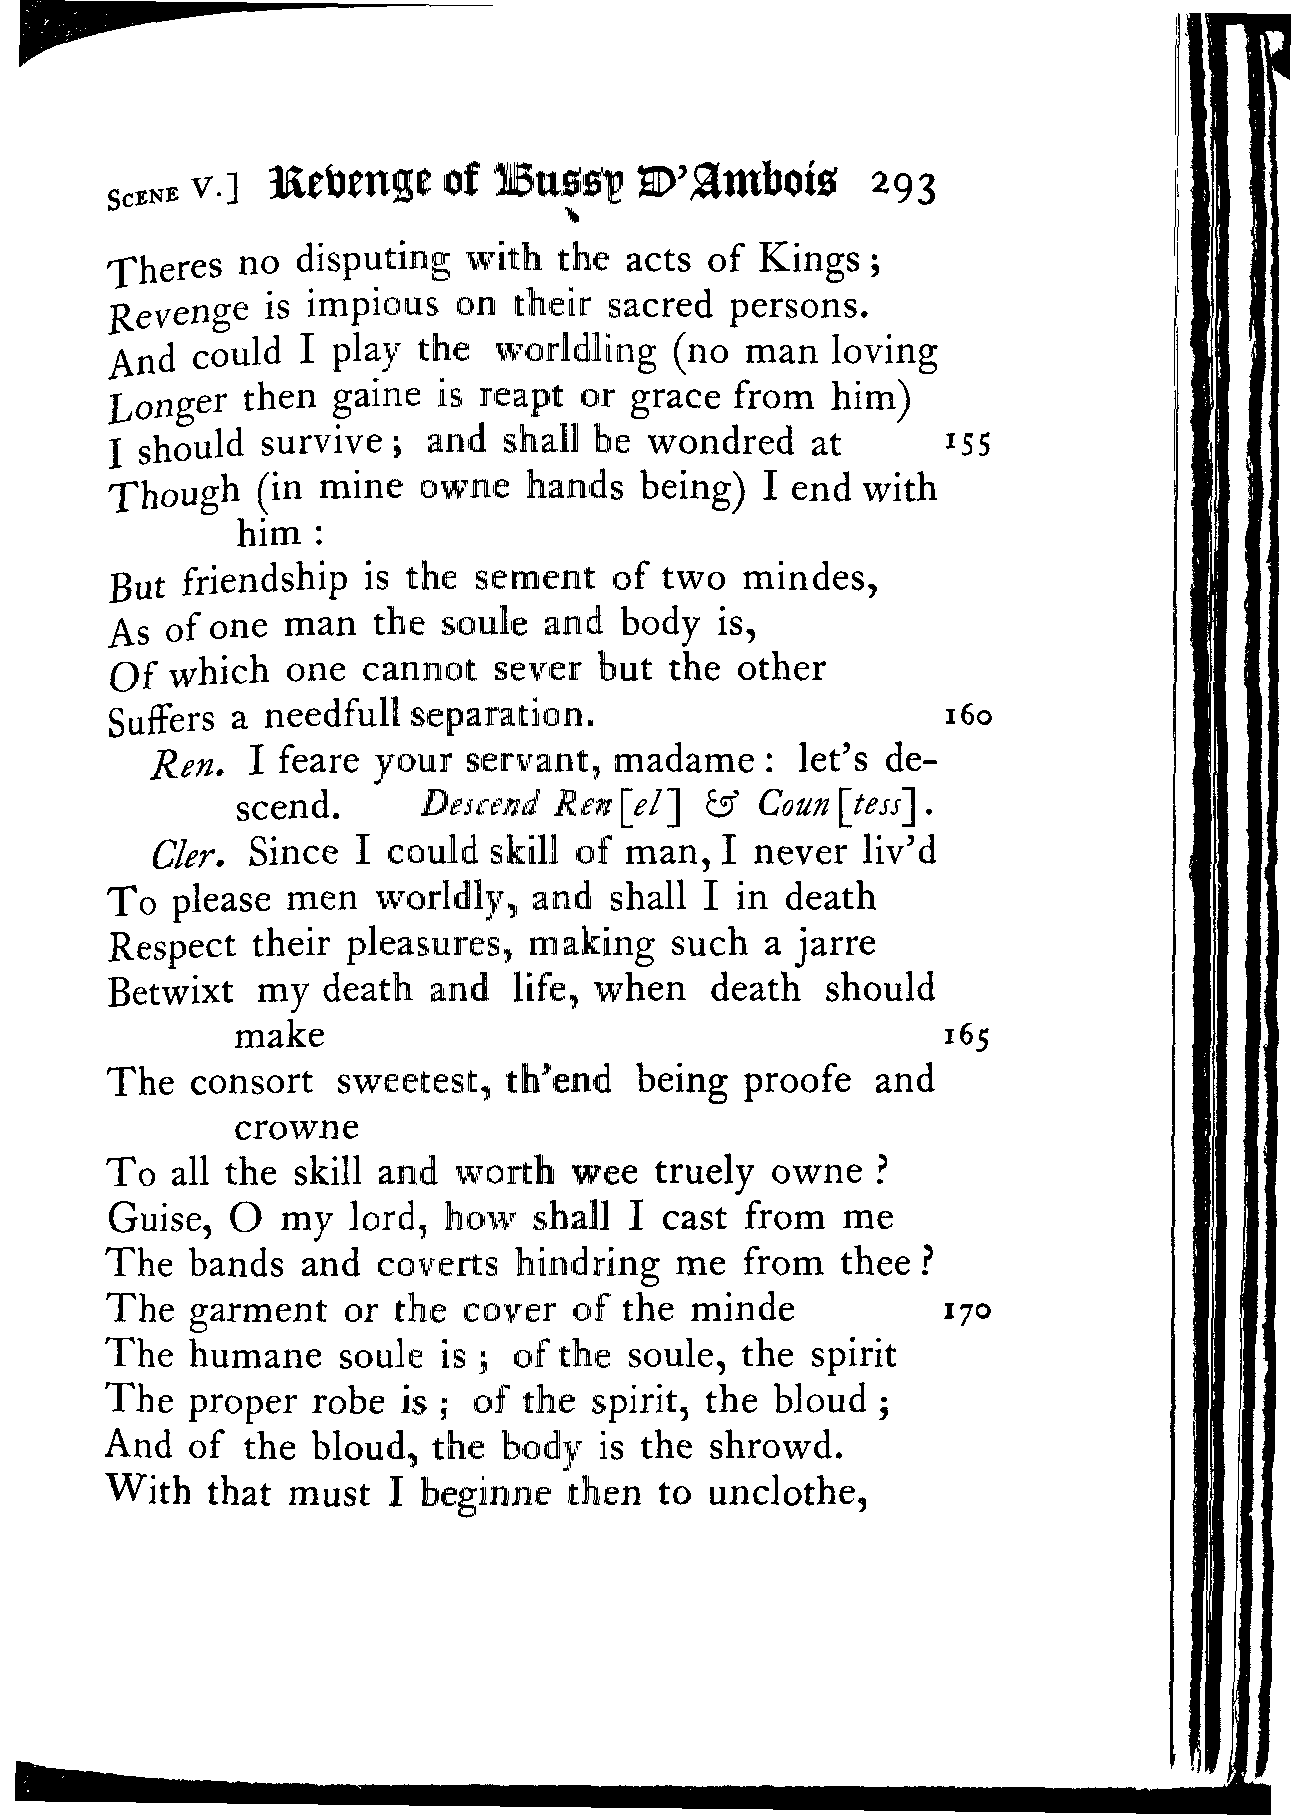 SCENE V.] Revenge of Bussy D'Ambois 293
Theres no disputing with the acts of Kings;
Revenge is impious on their sacred persons.
And could I play the worldling (no man loving
Longer then gaine is reapt or grace from him)
I should survive; and shall be wondred at 155
Though (in mine owne hands being) I end with
him :
But friendship is the sement of two mindes,
As of one man the soule and body is,
Of which one cannot sever but the other
Suffers a needfull separation. 160
Ren. I feare your servant, madame: let's de-
scend. Descend Ren[el] & Coun[tess].
Cler. Since I could skill of man, I never liv'd
To please men worldly, and shall I in death
Respect their pleasures, making such a jarre
Betwixt my death and life, when death should
make 165
The consort sweetest, th'end being proofe and
crowne
To all the skill and worth wee truely owne ?
Guise, O my lord, how shall I cast from me
The bands and coverts hindring me from thee ?
The garment or the cover of the minde 170
The humane soule is ; of the soule, the spirit
The proper robe is ; of the spirit, the bloud ;
And of the bloud, the body is the shrowd.
With that must I beginne then to unclothe,